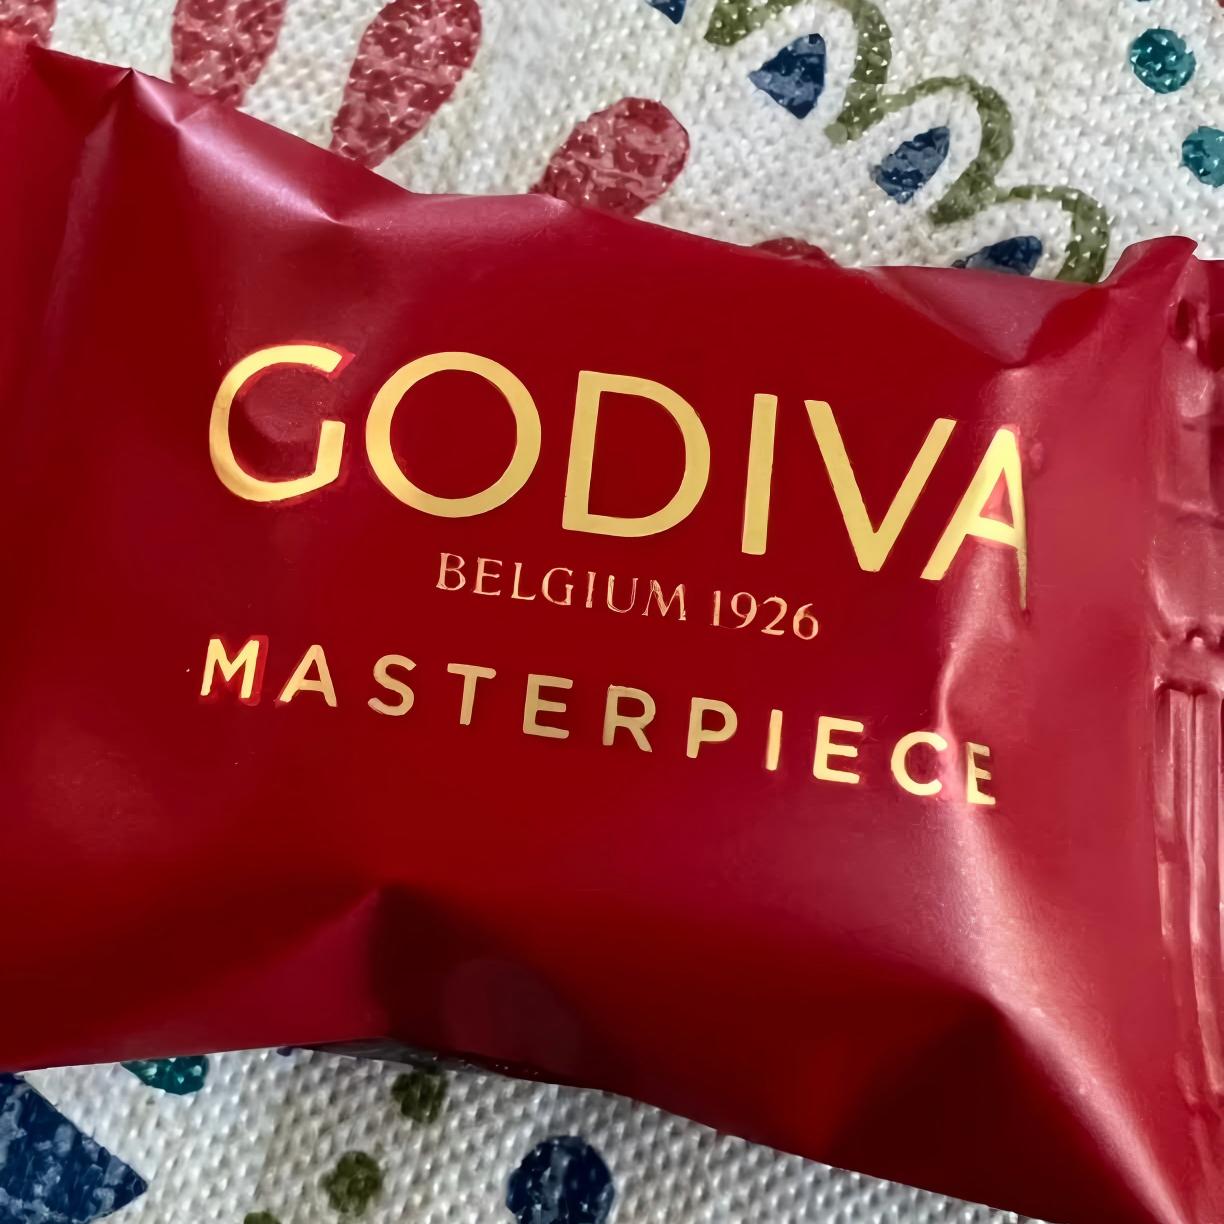 GODIVA
BELGIUM 1926
MASTERPIECE